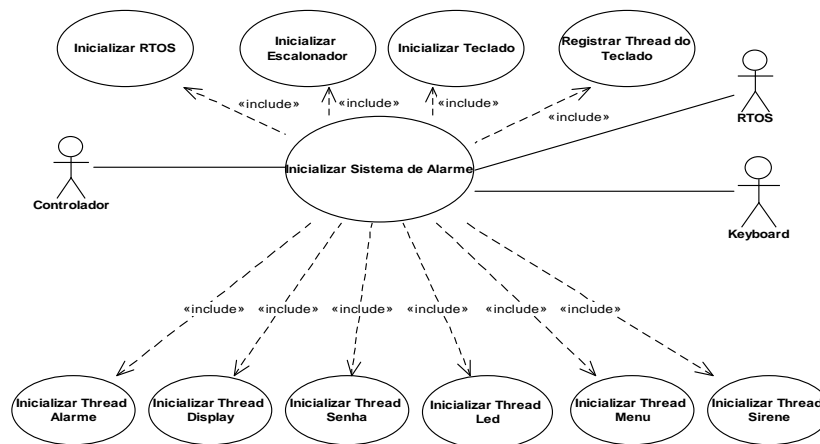 Inicializar RTOS
Inicializar
Escalonador
Inicializar Teclado
Registrar Thread do
Teclado
«include»
«include»
«include»
«include»
RTOS
Inicializar Sistema de Alarme
Controlador
Keyboard
«include»
«include»
«include»
«include»
«include»
«include»
Inicializar Thread
Alarme
Inicializar Thread
Display
Inicializar Thread
Senha
Inicializar Thread
Led
Inicializar Thread
Menu
Inicializar Thread
Sirene